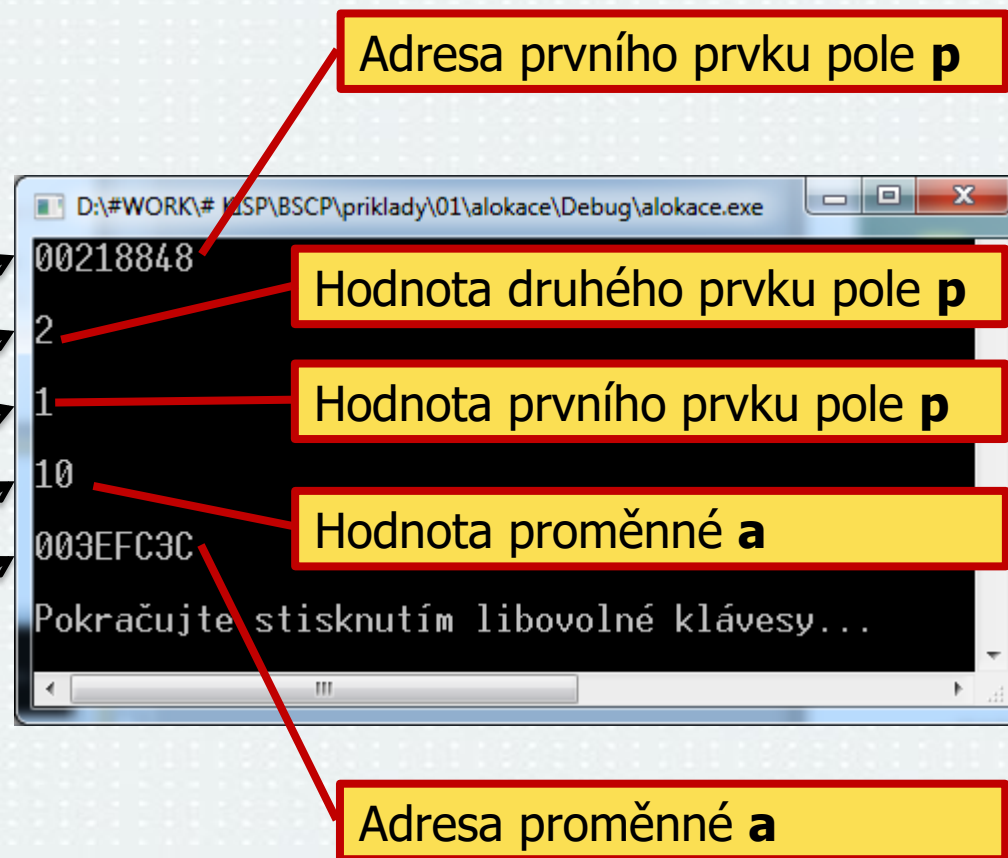 Adresa prvního prvku pole p
D:\#WORK\# KISP\BSCP\priklady\01\alokace\Debug\alokace.exe
00218848
Hodnota druhého prvku pole p
2
1
Hodnota prvního prvku pole p
10
Hodnota proměnné a
003EFC3C
Pokračujte stisknutím libovolné klávesy...
Adresa proměnné a